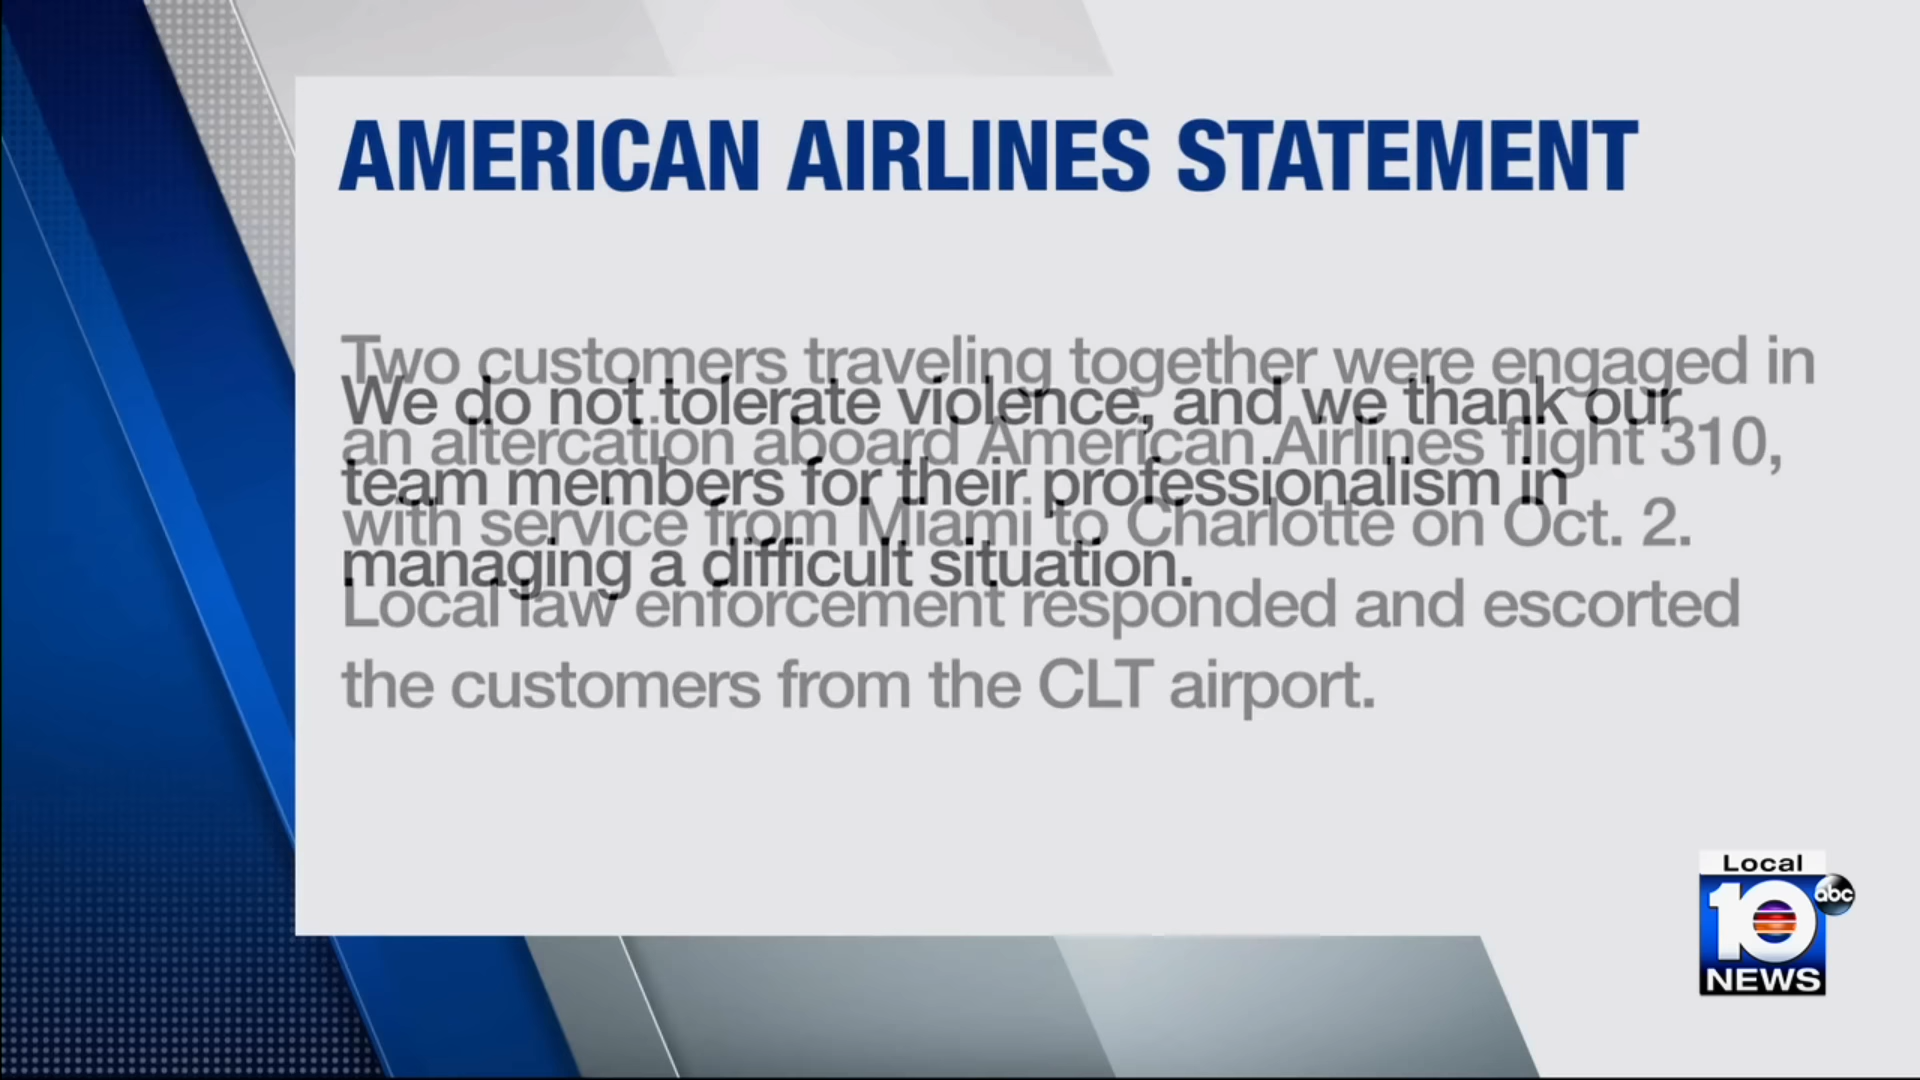 AMERICAN AIRLINES STATEMENT
Two customers traveling together were engaged in
an altercation aboard American Airlines flight 310,
with service from Miami to Charlotte on Oct. 2.
Local law enforcement responded and escorted
the customers from the CLT airport.
We do not tolerate violence, and we thank our
team members for their professionalism in
managing a difficult situation.
Local
10
abc
NEWS